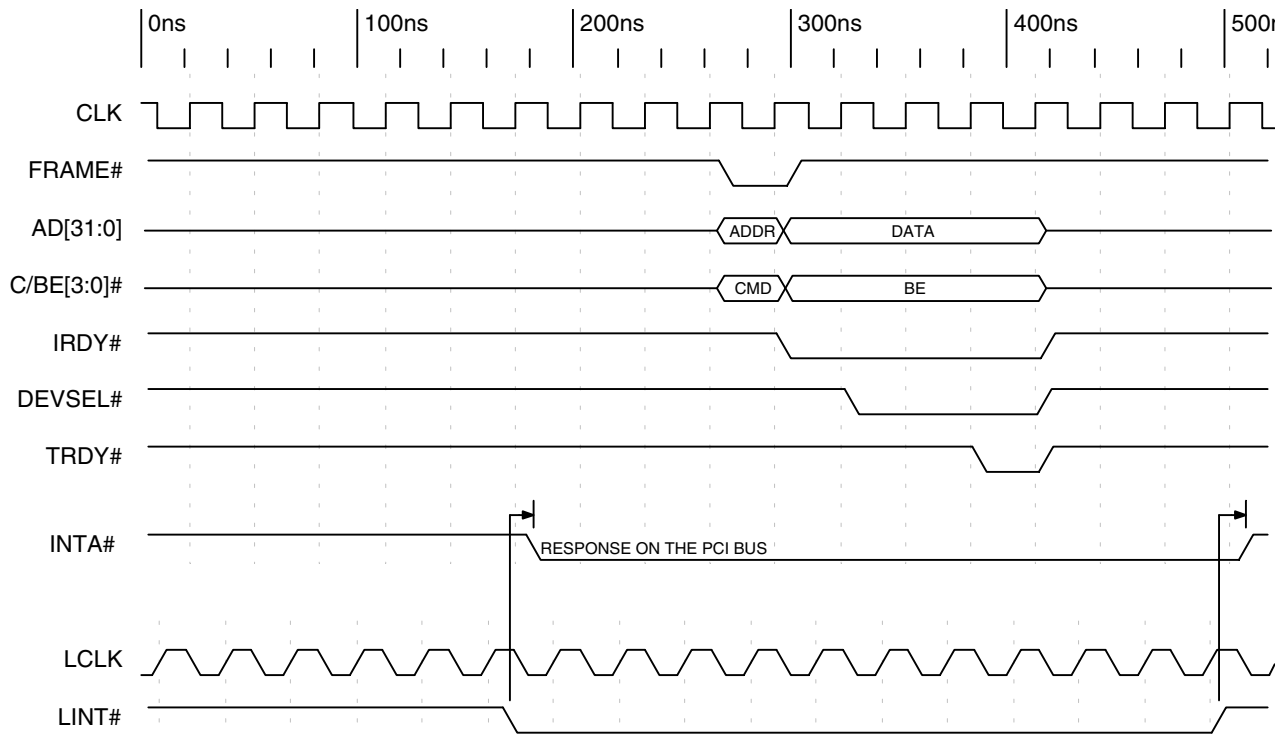 0ns 100ns 200ns 300ns 400ns 500n
CLK
FRAME#
AD[31:0] ADDR DATA
C/BE[3:0]# CMD BE
IRDY#
DEVSEL#
TRDY#
INTA# RESPONSE ON THE PCI BUS
LCLK
LINT#